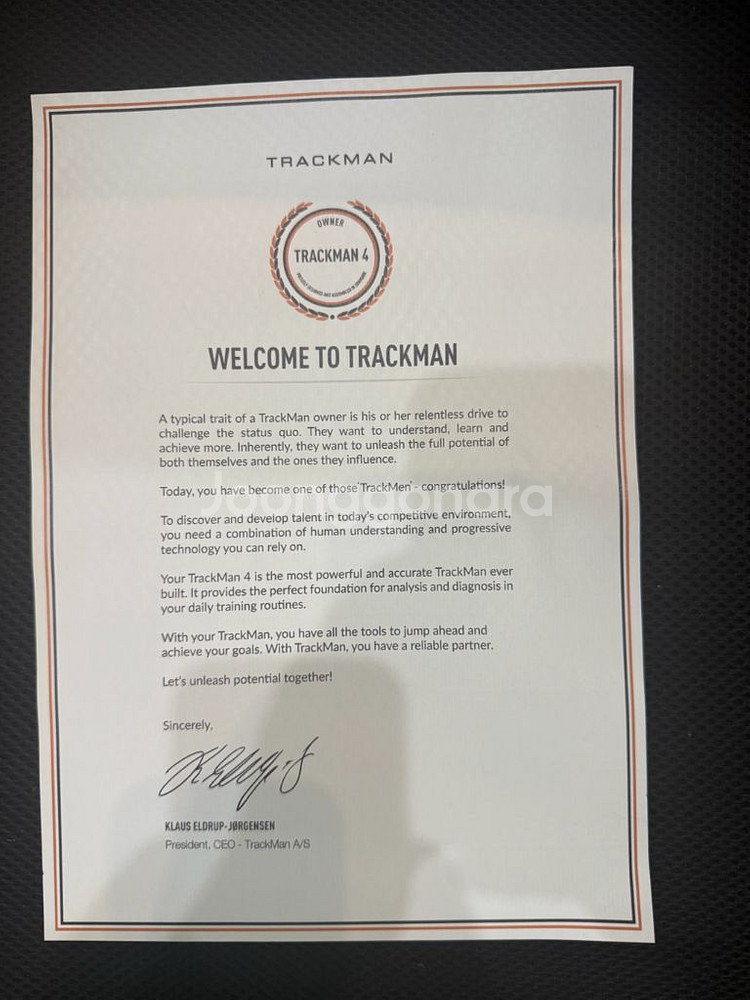 TRACKMAN
OWNER
TRACKMAN 4
PROUDLY DESIGNED AND ASSEMBLED IN DENMARK
WELCOME TO TRACKMAN
A typical trait of a TrackMan owner is his or her relentless drive to
challenge the status quo. They want to understand, learn and
achieve more. Inherently, they want to unleash the full potential of
both themselves and the ones they influence.
Today, you have become one of those 'TrackMen' - congratulations!
Joongonara
To discover and develop talent in today's competitive environment,
you need a combination of human understanding and progressive
technology you can rely on.
Your TrackMan 4 is the most powerful and accurate TrackMan ever
built. It provides the perfect foundation for analysis and diagnosis in
your daily training routines.
With your TrackMan, you have all the tools to jump ahead and
achieve your goals. With TrackMan, you have a reliable partner.
Let's unleash potential together!
Sincerely,
KLAUS ELDRUP-JØRGENSEN
President, CEO - TrackMan A/S